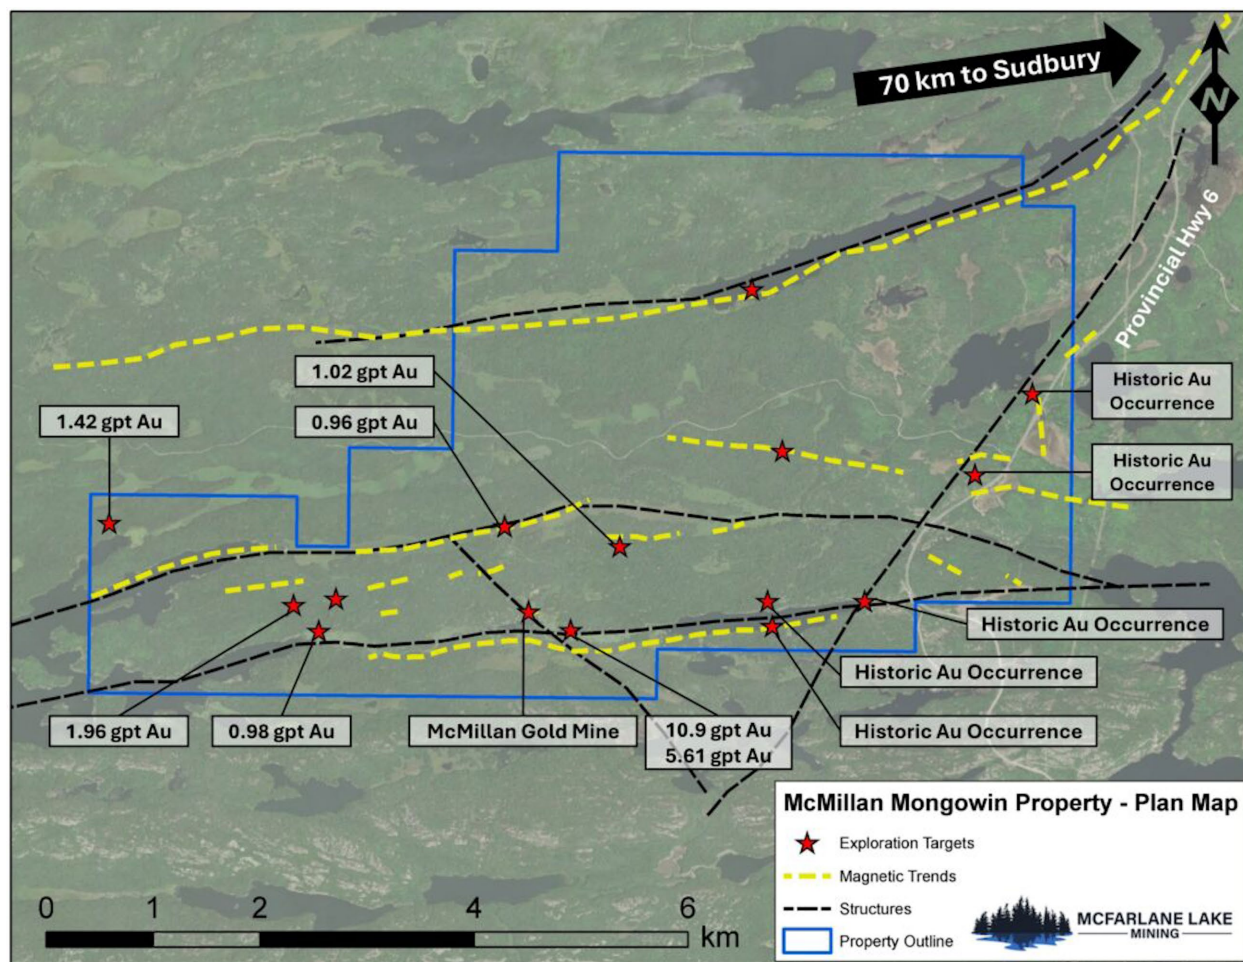 70 km to Sudbury
N
Provincial Hwy 6
1.02 gpt Au
Historic Au
Occurrence
1.42 gpt Au
0.96 gpt Au
Historic Au
Occurrence
Historic Au Occurrence
Historic Au Occurrence
1.96 gpt Au
0.98 gpt Au
McMillan Gold Mine
10.9 gpt Au
5.61 gpt Au
Historic Au Occurrence
McMillan Mongowin Property - Plan Map
Exploration Targets
Magnetic Trends
Structures
Property Outline
MCFARLANE LAKE
MINING
0 1 2 4 6
km